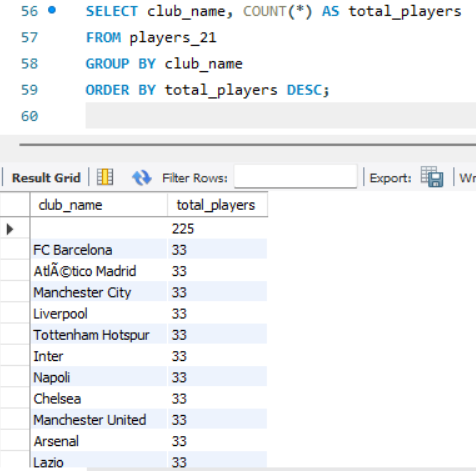 56 SELECT club_name, COUNT(*) AS total_players
57 FROM players_21
58 GROUP BY club_name
59 ORDER BY total_players DESC;
60
Result Grid Filter Rows: Export: Wr
club_name total_players
225
FC Barcelona 33
AtlÃ©tico Madrid 33
Manchester City 33
Liverpool 33
Tottenham Hotspur 33
Inter 33
Napoli 33
Chelsea 33
Manchester United 33
Arsenal 33
Lazio 33